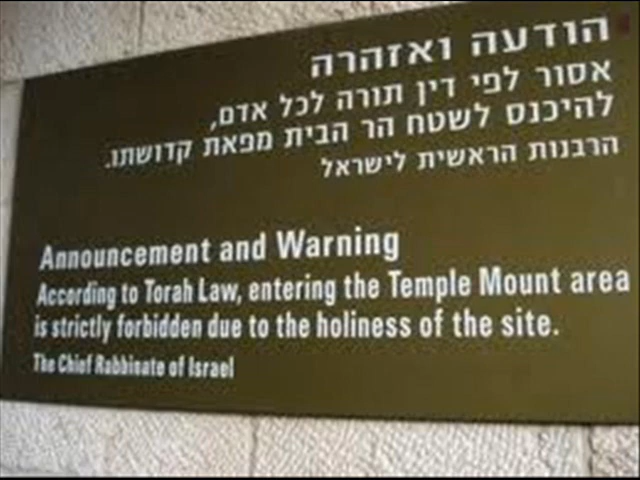 הודעה ואזהרה
אסור לפי דין תורה לכל אדם,
להיכנס לשטח הר הבית מפאת קדושתו.
הרבנות הראשית לישראל
Announcement and Warning
According to Torah Law, entering the Temple Mount area
is strictly forbidden due to the holiness of the site.
The Chief Rabbinate of Israel